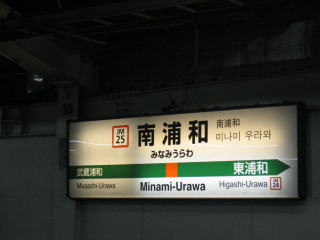 16
JM
25
南浦和
みなみうらわ
南浦和
미나미 우라와
武蔵浦和
Musashi-Urawa
Minami-Urawa
東浦和
Higashi-Urawa
JM
24